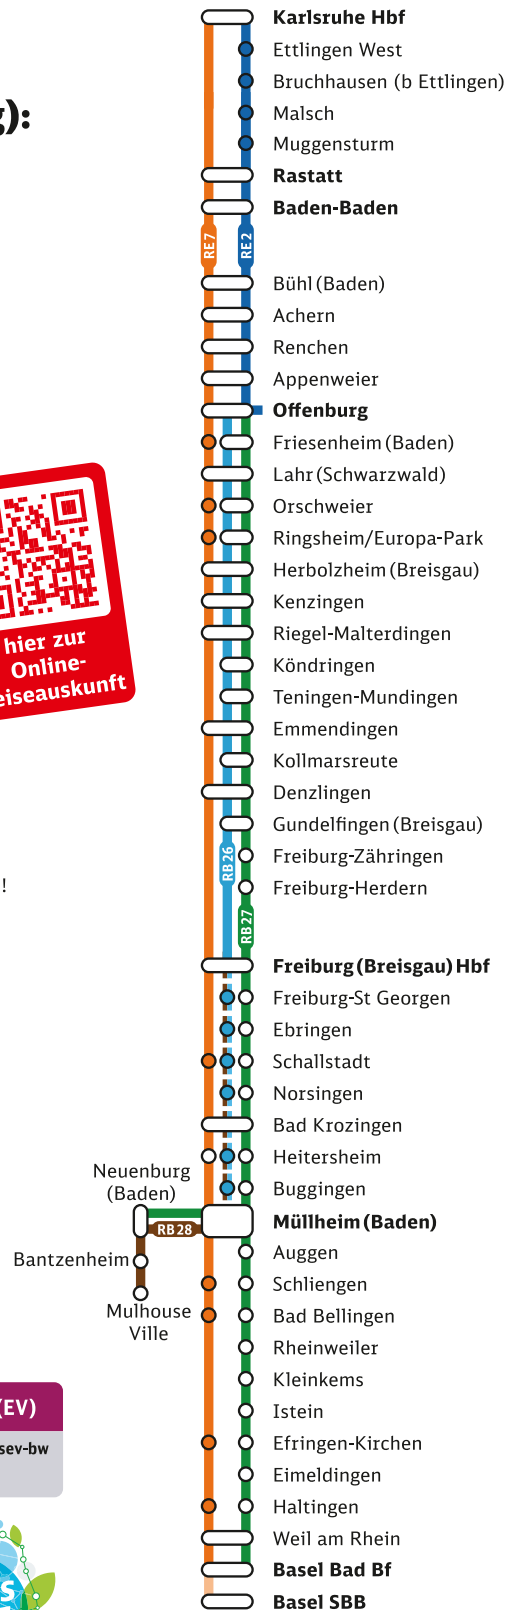 Karlsruhe Hbf
Ettlingen West
Bruchhausen (b Ettlingen)
Malsch
g):
Muggensturm
Rastatt
Baden-Baden
RE 7
RE 2
Bühl (Baden)
Achern
Renchen
Appenweier
Offenburg
Friesenheim (Baden)
Lahr (Schwarzwald)
Orschweier
Ringsheim/Europa-Park
Herbolzheim (Breisgau)
Kenzingen
Riegel-Malterdingen
hier zur
Online-
eiseauskunft
Köndringen
Teningen-Mundingen
Emmendingen
Kollmarsreute
Denzlingen
Gundelfingen (Breisgau)
Freiburg-Zähringen
RB 26
!
Freiburg-Herdern
RB 27
Freiburg (Breisgau) Hbf
Freiburg-St Georgen
Ebringen
Schallstadt
Norsingen
Bad Krozingen
Heitersheim
Buggingen
Neuenburg
(Baden)
Müllheim (Baden)
RB 28
Auggen
Bantzenheim
Schliengen
Mulhouse
Ville
Bad Bellingen
Rheinweiler
Kleinkems
Istein
(EV)
Efringen-Kirchen
sev-bw
Eimeldingen
Haltingen
Weil am Rhein
Basel Bad Bf
s
Basel SBB